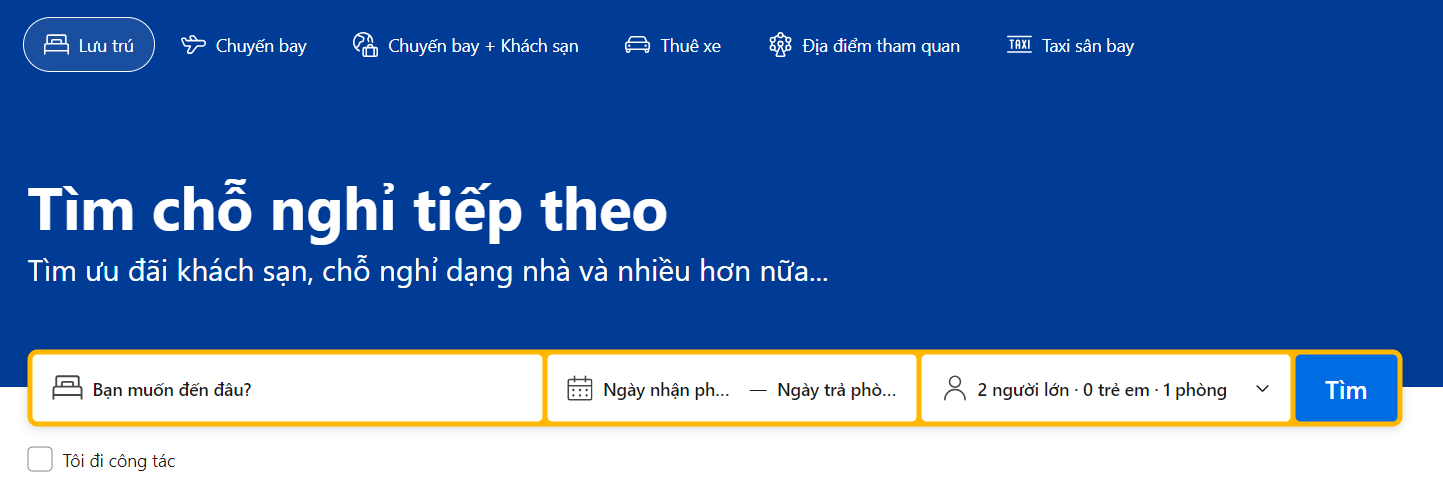 Lưu trú Chuyến bay Chuyến bay + Khách sạn Thuê xe Địa điểm tham quan TAXI Taxi sân bay
Tìm chỗ nghỉ tiếp theo
Tìm ưu đãi khách sạn, chỗ nghỉ dạng nhà và nhiều hơn nữa...
Bạn muốn đến đâu? Ngày nhận ph... — Ngày trả phò... 2 người lớn · 0 trẻ em · 1 phòng Tìm
Tôi đi công tác